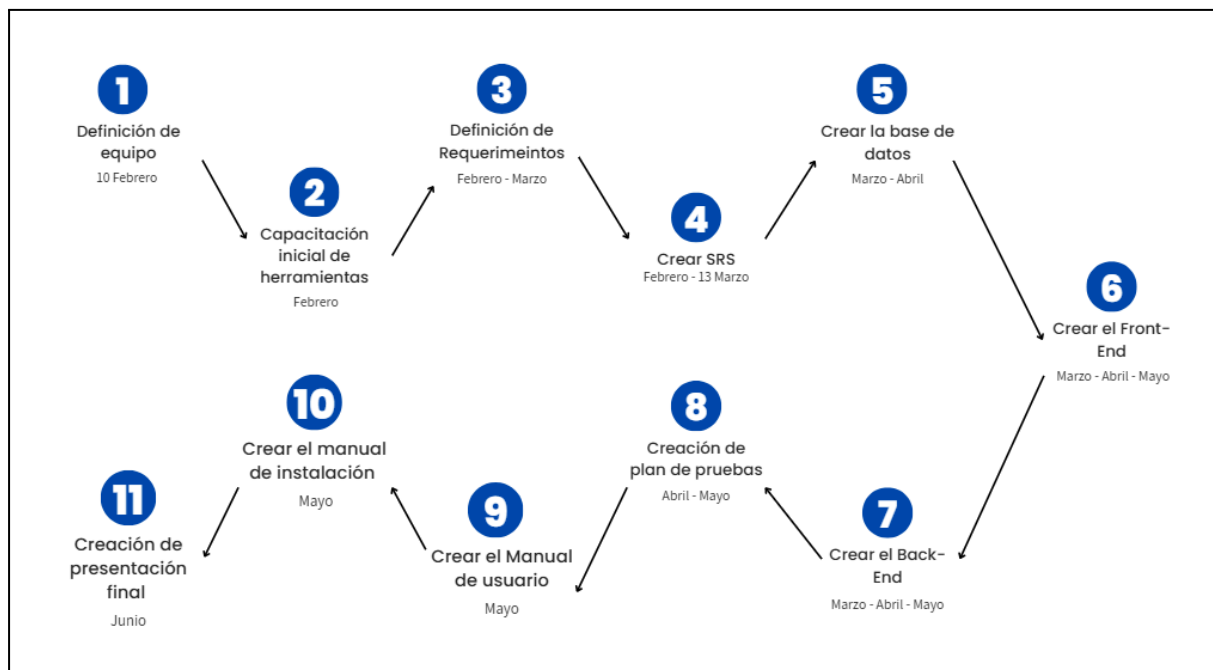 1
Definición de
equipo
10 Febrero
2
Capacitación
inicial de
herramientas
Febrero
3
Definición de
Requerimeintos
Febrero - Marzo
4
Crear SRS
Febrero - 13 Marzo
5
Crear la base de
datos
Marzo - Abril
6
Crear el Front-
End
Marzo - Abril - Mayo
7
Crear el Back-
End
Marzo - Abril - Mayo
8
Creación de
plan de pruebas
Abril - Mayo
9
Crear el Manual
de usuario
Mayo
10
Crear el manual
de instalación
Mayo
11
Creación de
presentación
final
Junio